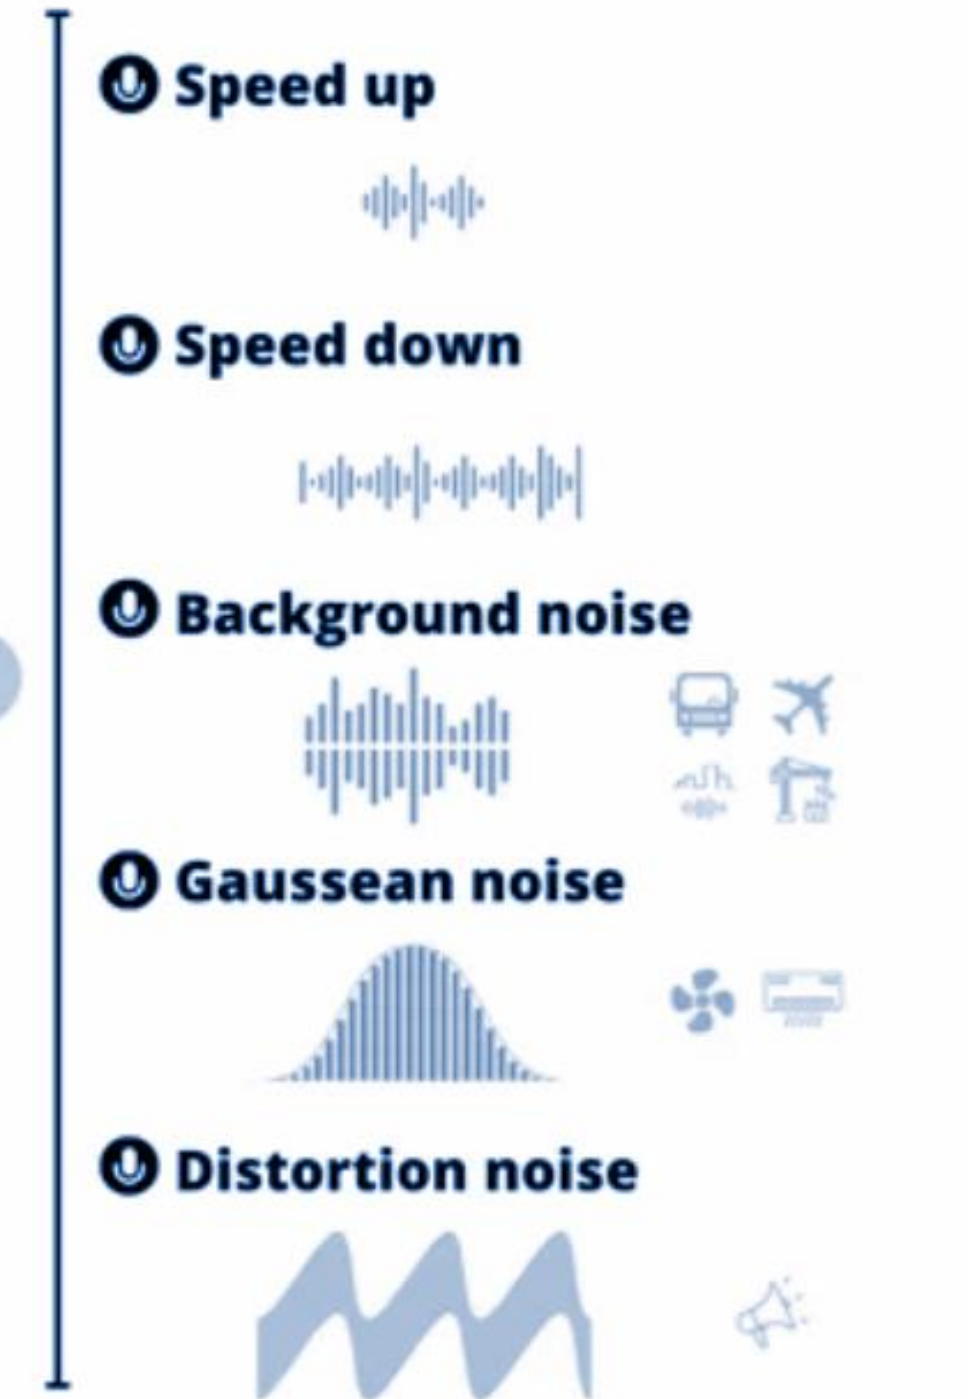 Speed up
Speed down
Background noise
Gaussean noise
Distortion noise